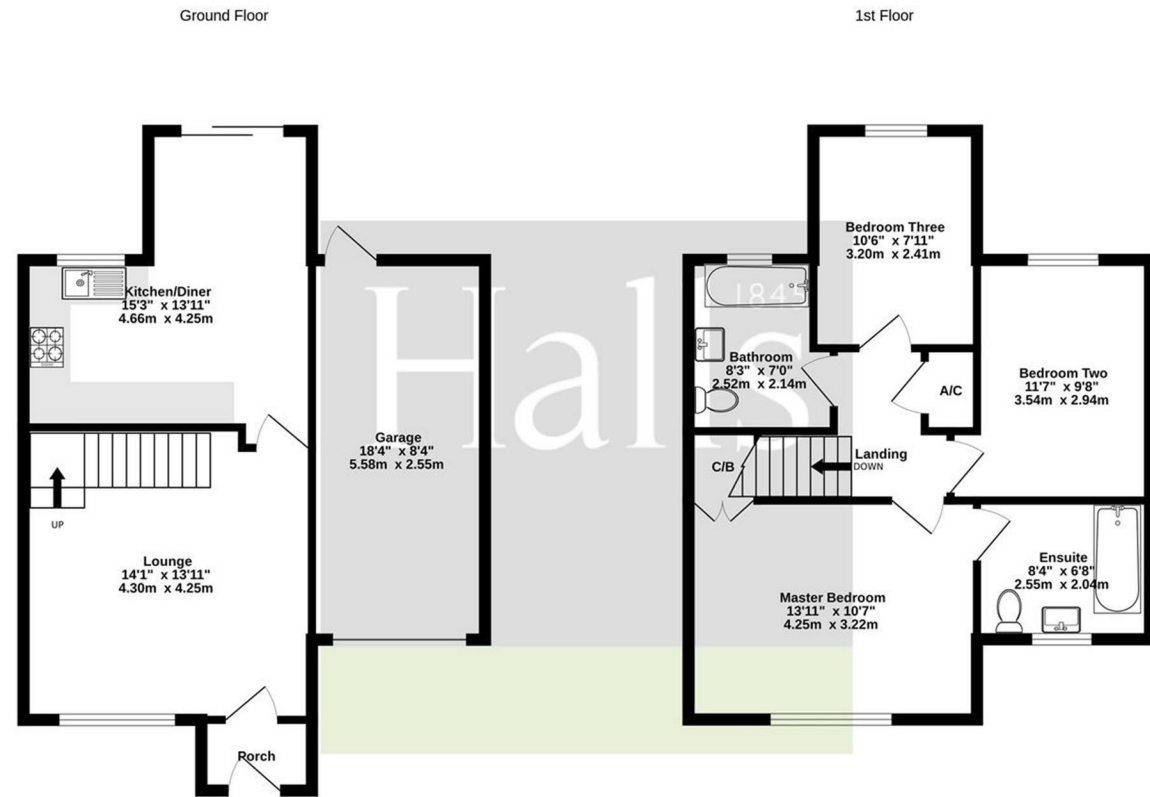 Ground Floor
1st Floor
Kitchen/Diner
15'3" x 13'11"
4.66m x 4.25m
Garage
18'4" x 8'4"
5.58m x 2.55m
UP
Lounge
14'1" x 13'11"
4.30m x 4.25m
Porch
Halls
1845
Bedroom Three
10'6" x 7'11"
3.20m x 2.41m
Bathroom
8'3" x 7'0"
2.52m x 2.14m
A/C
Bedroom Two
11'7" x 9'8"
3.54m x 2.94m
C/B
Landing
DOWN
Ensuite
8'4" x 6'8"
2.55m x 2.04m
Master Bedroom
13'11" x 10'7"
4.25m x 3.22m